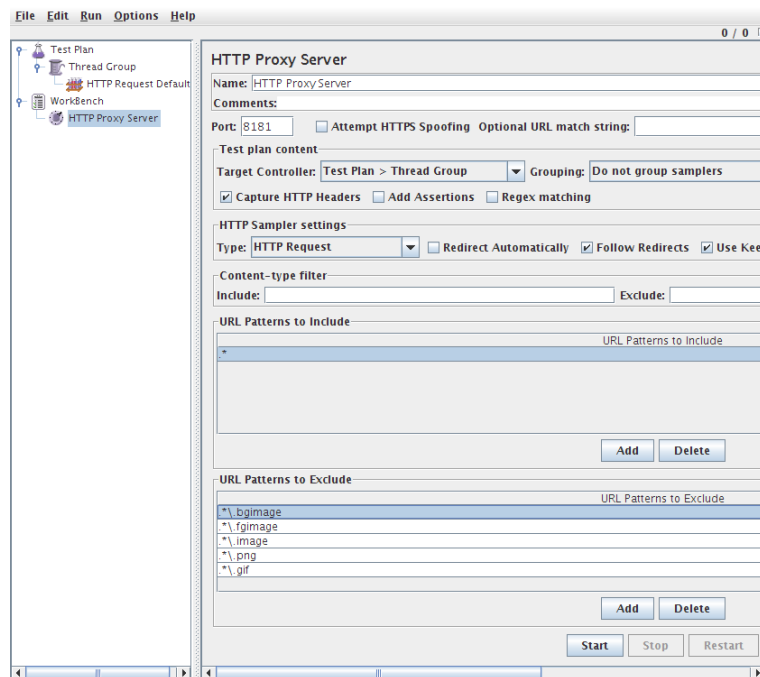 File Edit Run Options Help
0 / 0
Test Plan
Thread Group
HTTP Request Default
WorkBench
HTTP Proxy Server
HTTP Proxy Server
Name: HTTP Proxy Server
Comments:
Port: 8181 Attempt HTTPS Spoofing Optional URL match string:
Test plan content
Target Controller: Test Plan > Thread Group Grouping: Do not group samplers
Capture HTTP Headers Add Assertions Regex matching
HTTP Sampler settings
Type: HTTP Request Redirect Automatically Follow Redirects Use Kee
Content-type filter
Include: Exclude:
URL Patterns to Include
URL Patterns to Include
.*
Add Delete
URL Patterns to Exclude
URL Patterns to Exclude
.*\.bgimage
.*\.fgimage
.*\.image
.*\.png
.*\.gif
Add Delete
Start Stop Restart